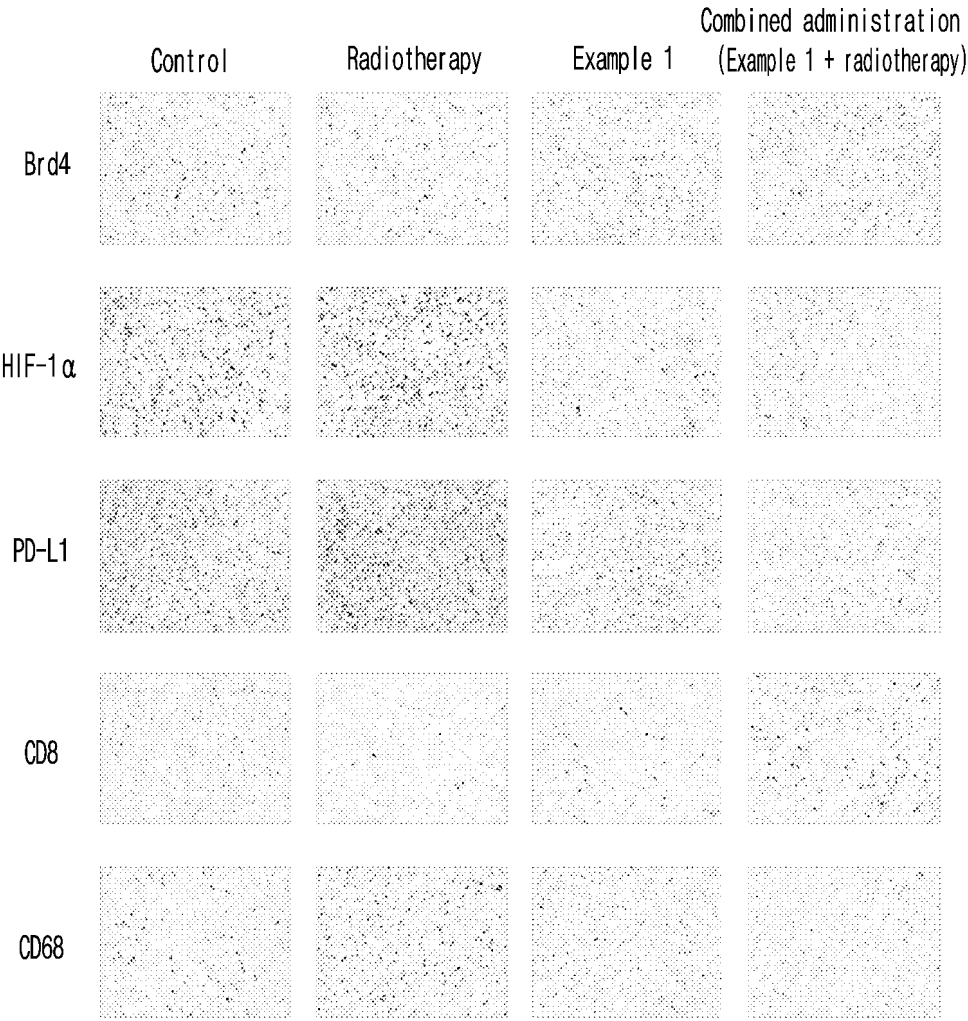 Control
Radiotherapy
Example 1
Combined administration
(Example 1 + radiotherapy)
Brd4
HIF-1α
PD-L1
CD8
CD68